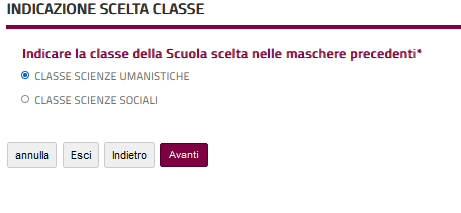 INDICAZIONE SCELTA CLASSE
Indicare la classe della Scuola scelta nelle maschere precedenti*
CLASSE SCIENZE UMANISTICHE
CLASSE SCIENZE SOCIALI
annulla Esci Indietro Avanti